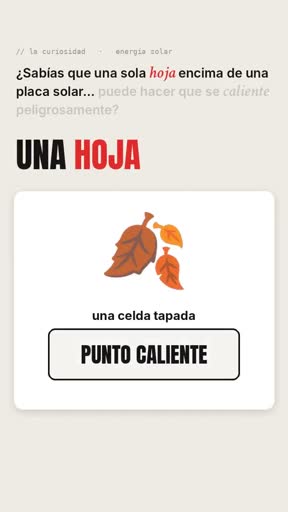 // la curiosidad · energía solar
¿Sabías que una sola hoja encima de una
placa solar... puede hacer que se caliente
peligrosamente?
UNA HOJA
una celda tapada
PUNTO CALIENTE